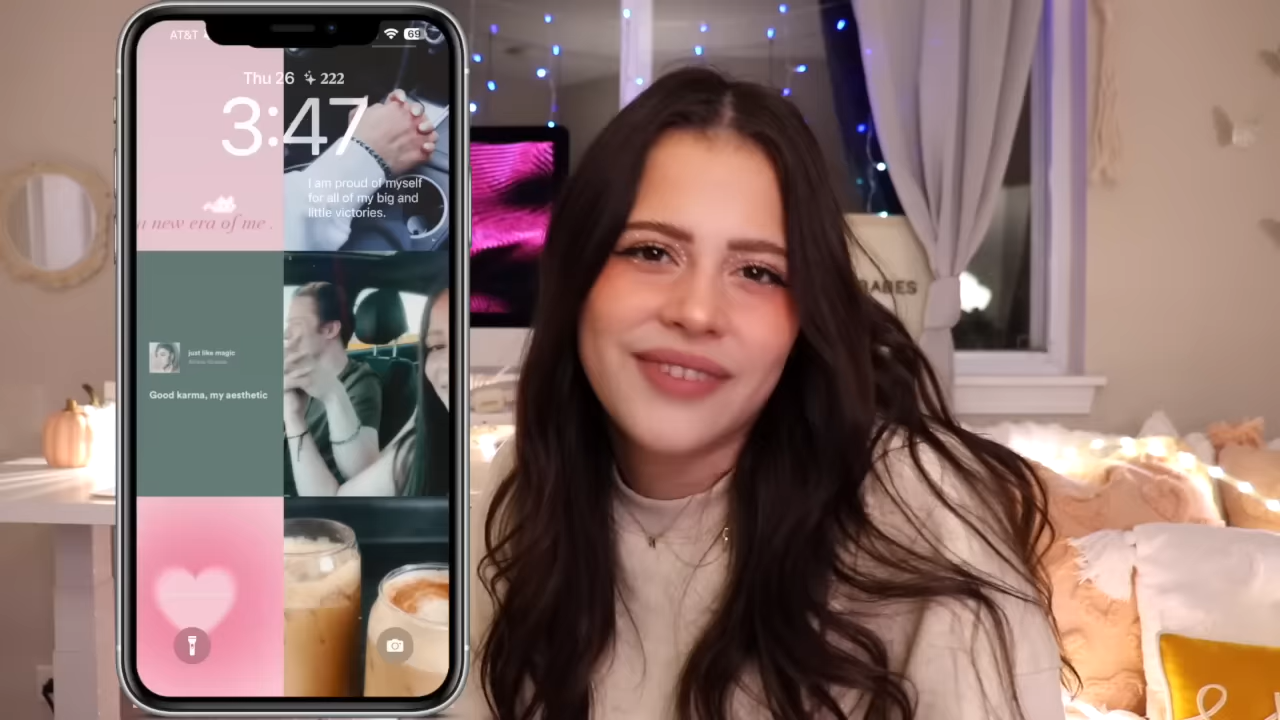 AT&T
69
Thu 26 222
3:47
I am proud of myself
for all of my big and
little victories.
new era of me .
just like magic
Good karma, my aesthetic
BABES